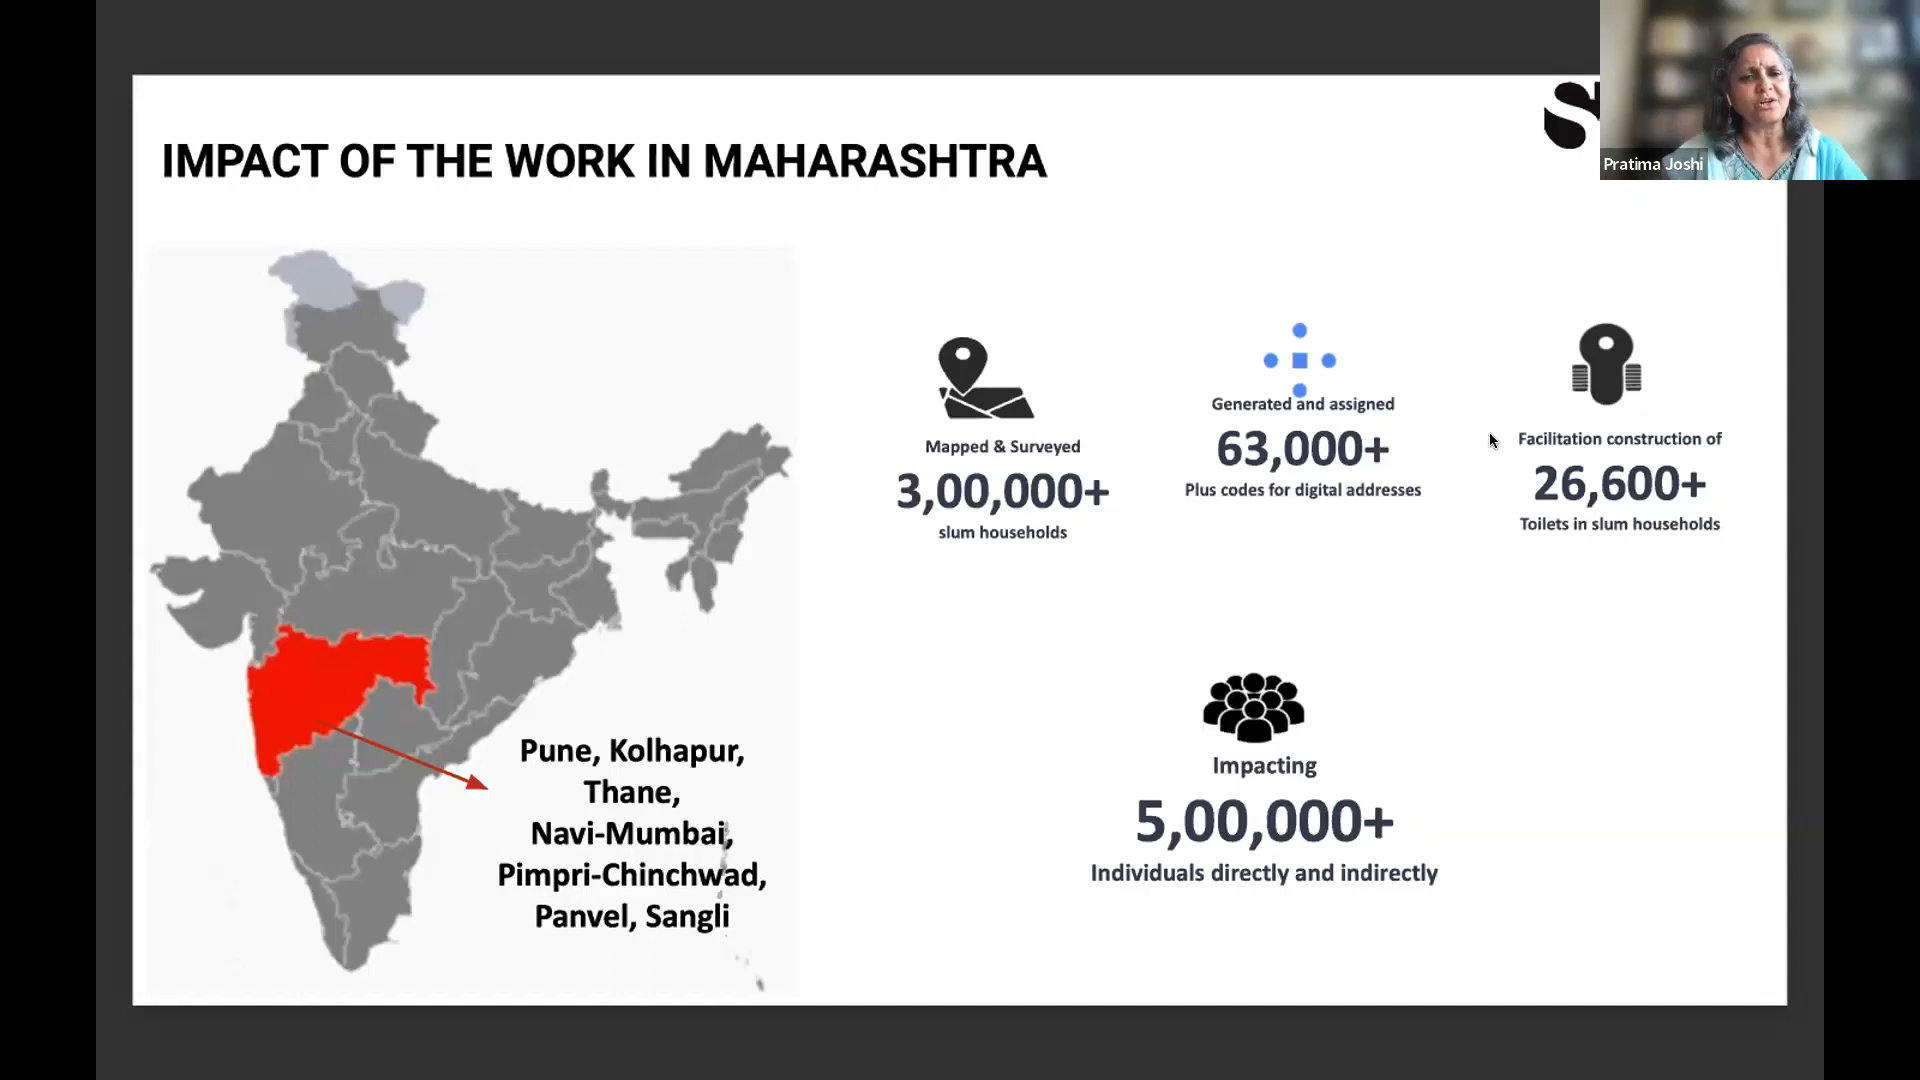 IMPACT OF THE WORK IN MAHARASHTRA
Pratima Joshi
Mapped & Surveyed
3,00,000+
slum households
Generated and assigned
63,000+
Plus codes for digital addresses
Facilitation construction of
26,600+
Toilets in slum households
Pune, Kolhapur,
Thane,
Navi-Mumbai,
Pimpri-Chinchwad,
Panvel, Sangli
Impacting
5,00,000+
Individuals directly and indirectly